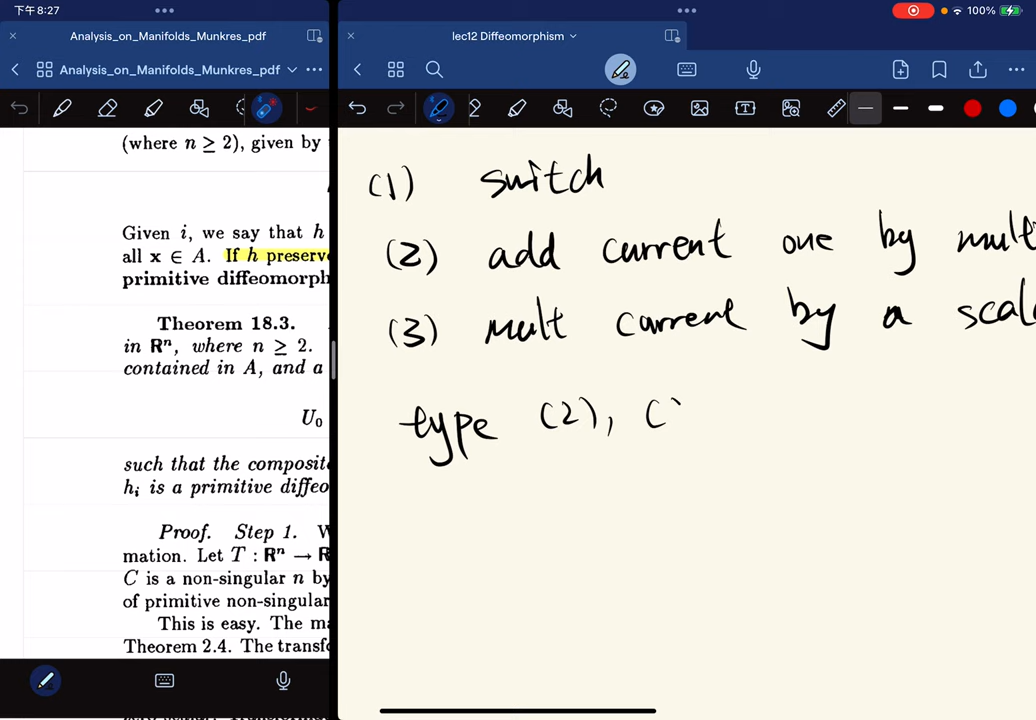 下午8:27
100%
Analysis_on_Manifolds_Munkres_pdf
lec12 Diffeomorphism
Analysis_on_Manifolds_Munkres_pdf
(where n ≥ 2), given by
Given i, we say that h
all x ∈ A. If h preserve
primitive diffeomorph
Theorem 18.3.
in Rⁿ, where n ≥ 2.
contained in A, and a
U₀
such that the composite
hᵢ is a primitive diffeo
Proof. Step 1. W
mation. Let T : Rⁿ → R
C is a non-singular n by
of primitive non-singular
This is easy. The ma
Theorem 2.4. The transfo
(1) switch
(2) add current one by mult
(3) mult current by a scal
type (2), (